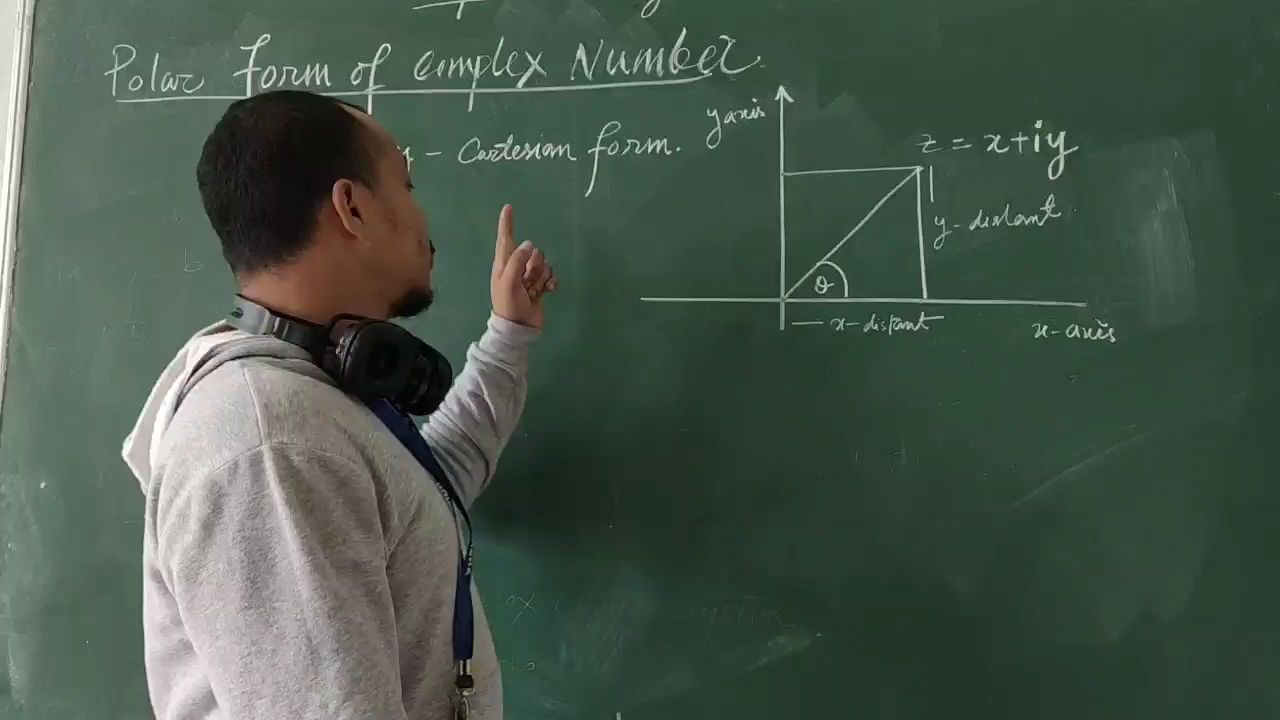 Polar form of complex Number.
- Cartesian form.
y axis
z = x+iy
y-distant
θ
x-distant
x-axis